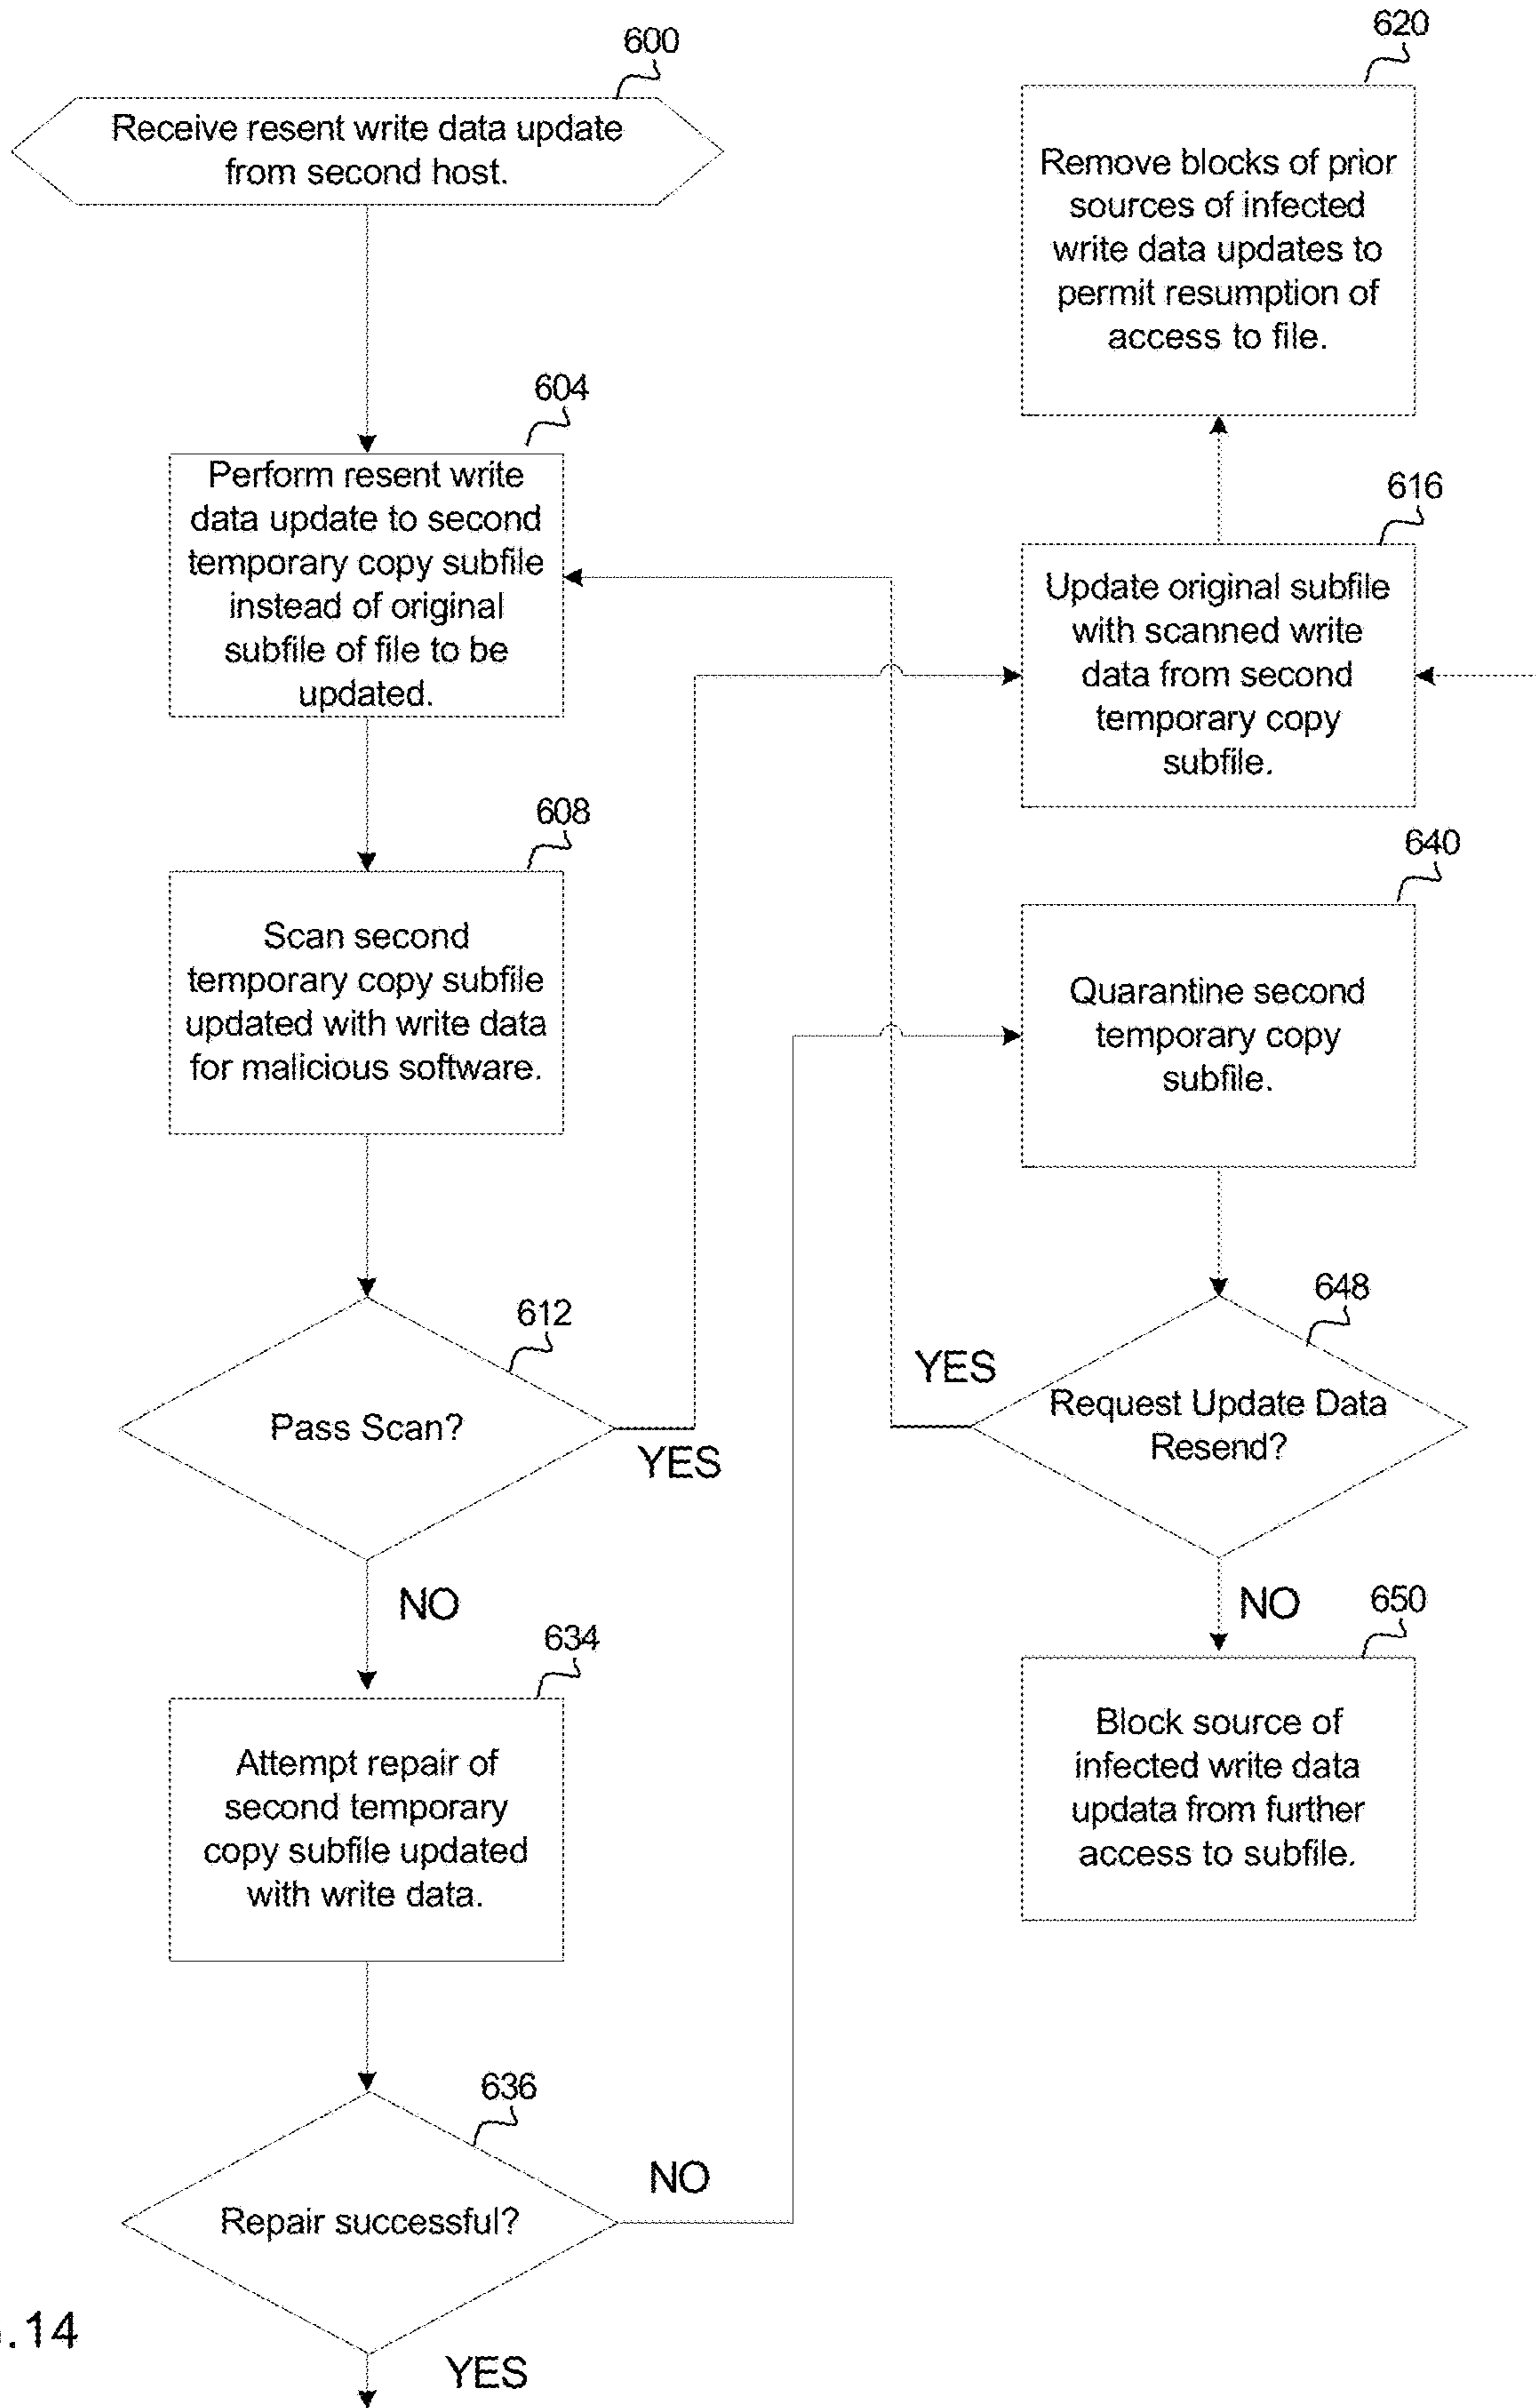 600
Receive resent write data update
from second host.
604
Perform resent write
data update to second
temporary copy subfile
instead of original
subfile of file to be
updated.
608
Scan second
temporary copy subfile
updated with write data
for malicious software.
612
Pass Scan?
YES
NO
634
Attempt repair of
second temporary
copy subfile updated
with write data.
636
Repair successful?
NO
YES
620
Remove blocks of prior
sources of infected
write data updates to
permit resumption of
access to file.
616
Update original subfile
with scanned write
data from second
temporary copy
subfile.
640
Quarantine second
temporary copy
subfile.
648
Request Update Data
Resend?
YES
NO
650
Block source of
infected write data
updata from further
access to subfile.
.14